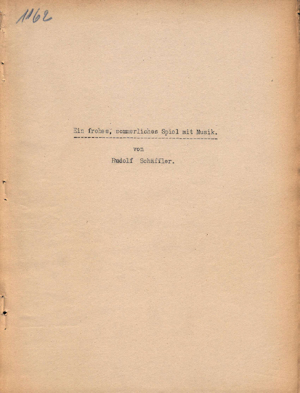 1162
Ein frohes, sommerliches Spiel mit Musik.
von
Rudolf Schäffler.